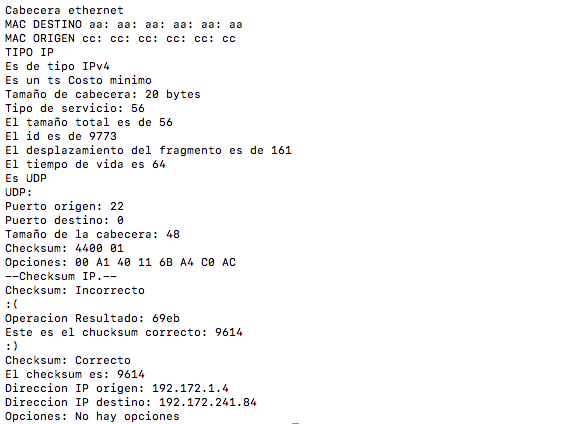 Cabecera ethernet
MAC DESTINO aa: aa: aa: aa: aa: aa
MAC ORIGEN cc: cc: cc: cc: cc: cc
TIPO IP
Es de tipo IPv4
Es un ts Costo minimo
Tamaño de cabecera: 20 bytes
Tipo de servicio: 56
El tamaño total es de 56
El id es de 9773
El desplazamiento del fragmento es de 161
El tiempo de vida es 64
Es UDP
UDP:
Puerto origen: 22
Puerto destino: 0
Tamaño de la cabecera: 48
Checksum: 4400 01
Opciones: 00 A1 40 11 6B A4 C0 AC
--Checksum IP.--
Checksum: Incorrecto
:(
Operacion Resultado: 69eb
Este es el chucksum correcto: 9614
:)
Checksum: Correcto
El checksum es: 9614
Direccion IP origen: 192.172.1.4
Direccion IP destino: 192.172.241.84
Opciones: No hay opciones